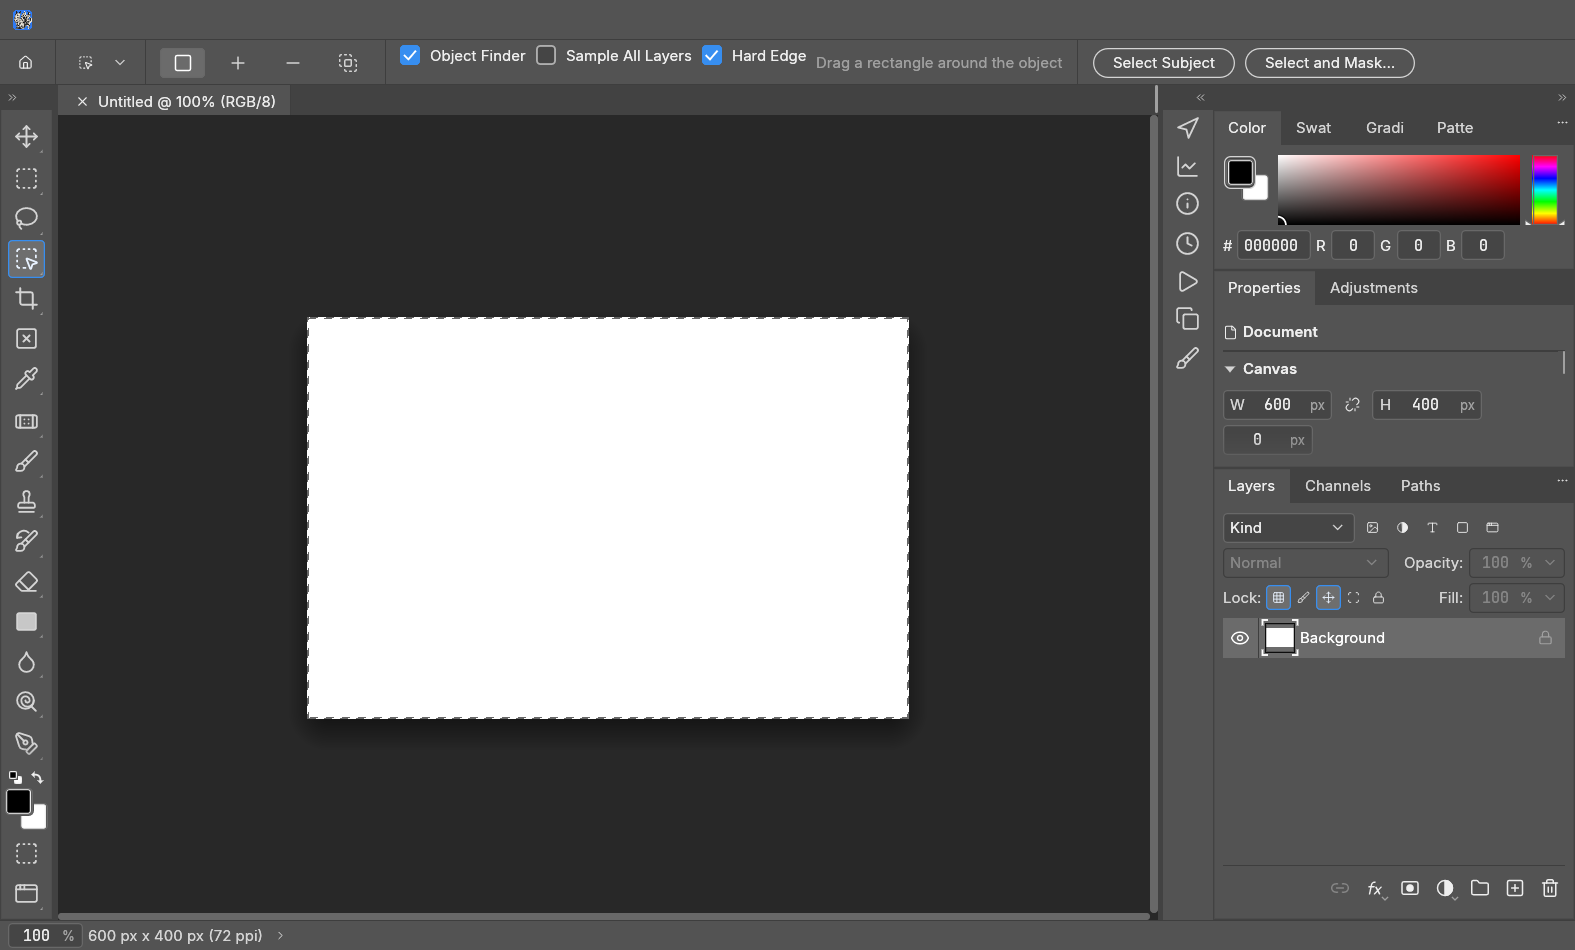 Object Finder Sample All Layers Hard Edge Drag a rectangle around the object Select Subject Select and Mask...
Untitled @ 100% (RGB/8)
Color Swat Gradi Patte
# 000000 R 0 G 0 B 0
Properties Adjustments
Document
Canvas
W 600 px H 400 px
0 px
Layers Channels Paths
Kind
Normal Opacity: 100 %
Lock: Fill: 100 %
Background
fx
100 % 600 px x 400 px (72 ppi)